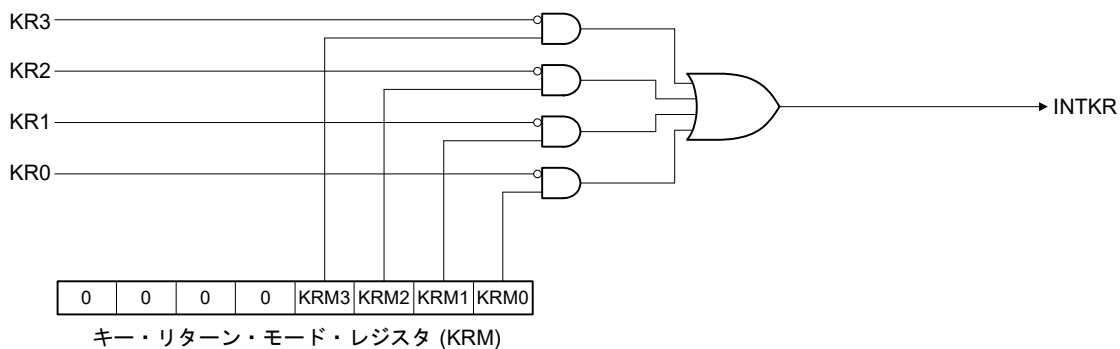 KR3
KR2
KR1
KR0
INTKR
0 0 0 0 KRM3 KRM2 KRM1 KRM0
キー・リターン・モード・レジスタ (KRM)